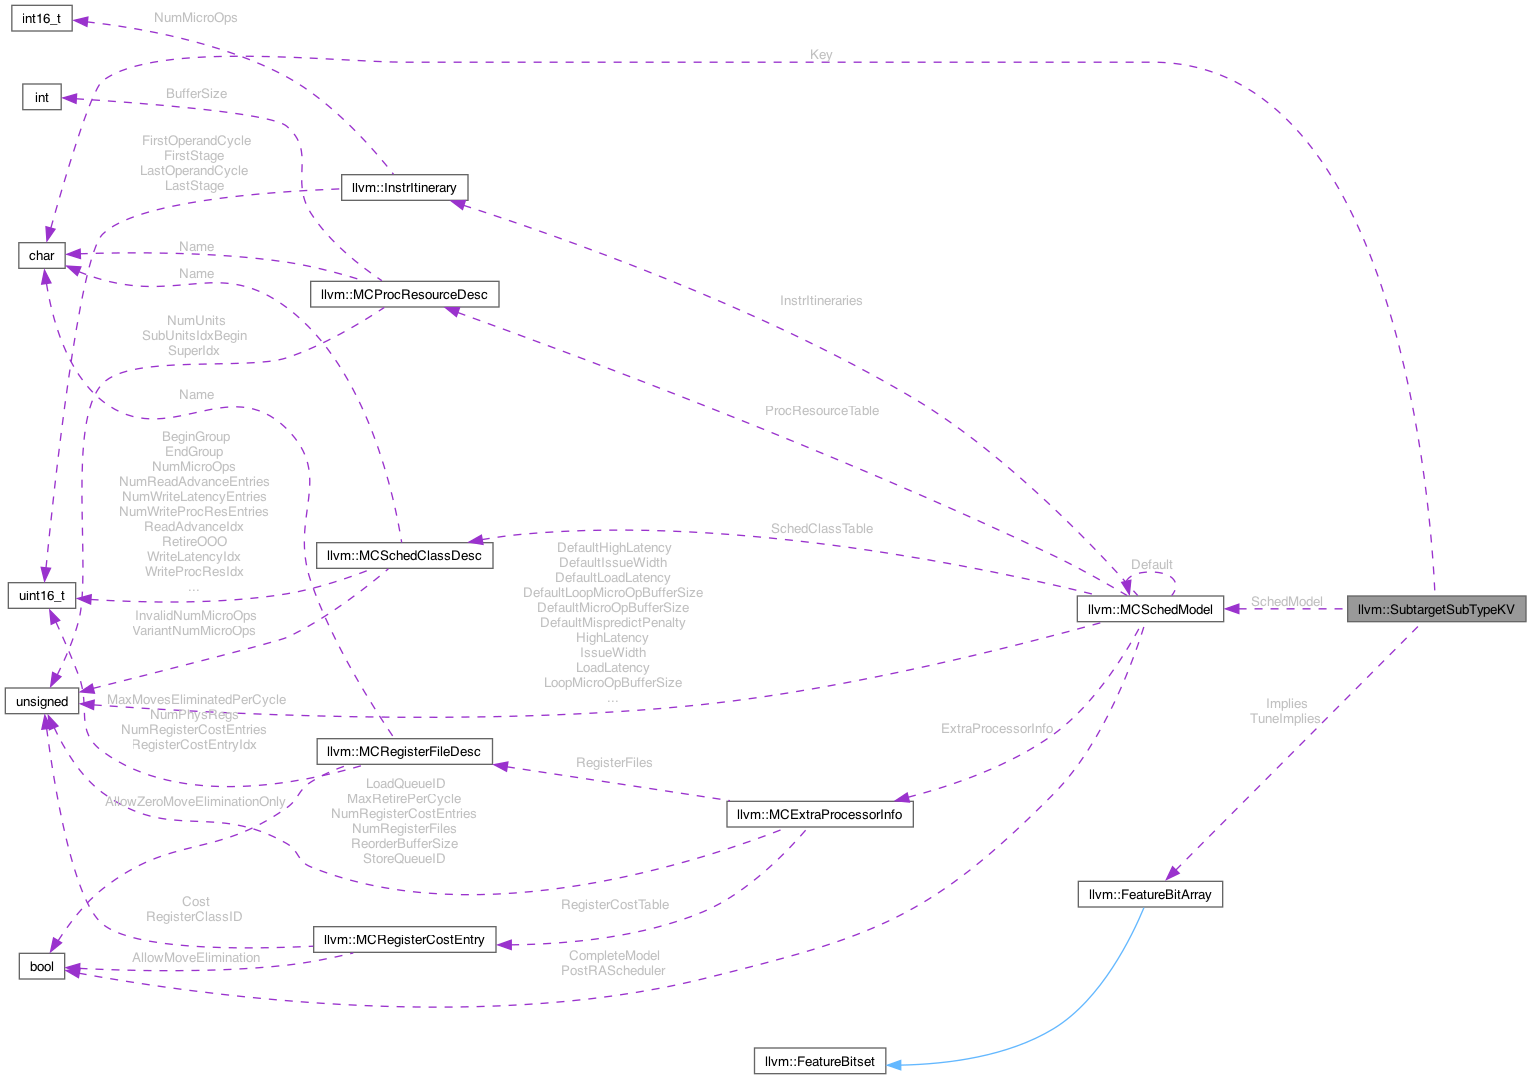 int16_t
NumMicroOps
Key
int
BufferSize
FirstOperandCycle
FirstStage
LastOperandCycle
LastStage
llvm::InstrItinerary
char
Name
Name
llvm::MCProcResourceDesc
InstrItineraries
NumUnits
SubUnitsIdxBegin
SuperIdx
Name
ProcResourceTable
BeginGroup
EndGroup
NumMicroOps
NumReadAdvanceEntries
NumWriteLatencyEntries
NumWriteProcResEntries
ReadAdvanceIdx
RetireOOO
WriteLatencyIdx
WriteProcResIdx
...
llvm::MCSchedClassDesc
SchedClassTable
DefaultHighLatency
DefaultIssueWidth
DefaultLoadLatency
DefaultLoopMicroOpBufferSize
DefaultMicroOpBufferSize
DefaultMispredictPenalty
HighLatency
IssueWidth
LoadLatency
LoopMicroOpBufferSize
...
Default
uint16_t
llvm::MCSchedModel
SchedModel
llvm::SubtargetSubTypeKV
InvalidNumMicroOps
VariantNumMicroOps
unsigned
MaxMovesEliminatedPerCycle
NumPhysRegs
NumRegisterCostEntries
RegisterCostEntryIdx
Implies
TuneImplies
ExtraProcessorInfo
llvm::MCRegisterFileDesc
RegisterFiles
AllowZeroMoveEliminationOnly
LoadQueueID
MaxRetirePerCycle
NumRegisterCostEntries
NumRegisterFiles
ReorderBufferSize
StoreQueueID
llvm::MCExtraProcessorInfo
llvm::FeatureBitArray
Cost
RegisterClassID
RegisterCostTable
llvm::MCRegisterCostEntry
bool
AllowMoveElimination
CompleteModel
PostRAScheduler
llvm::FeatureBitset